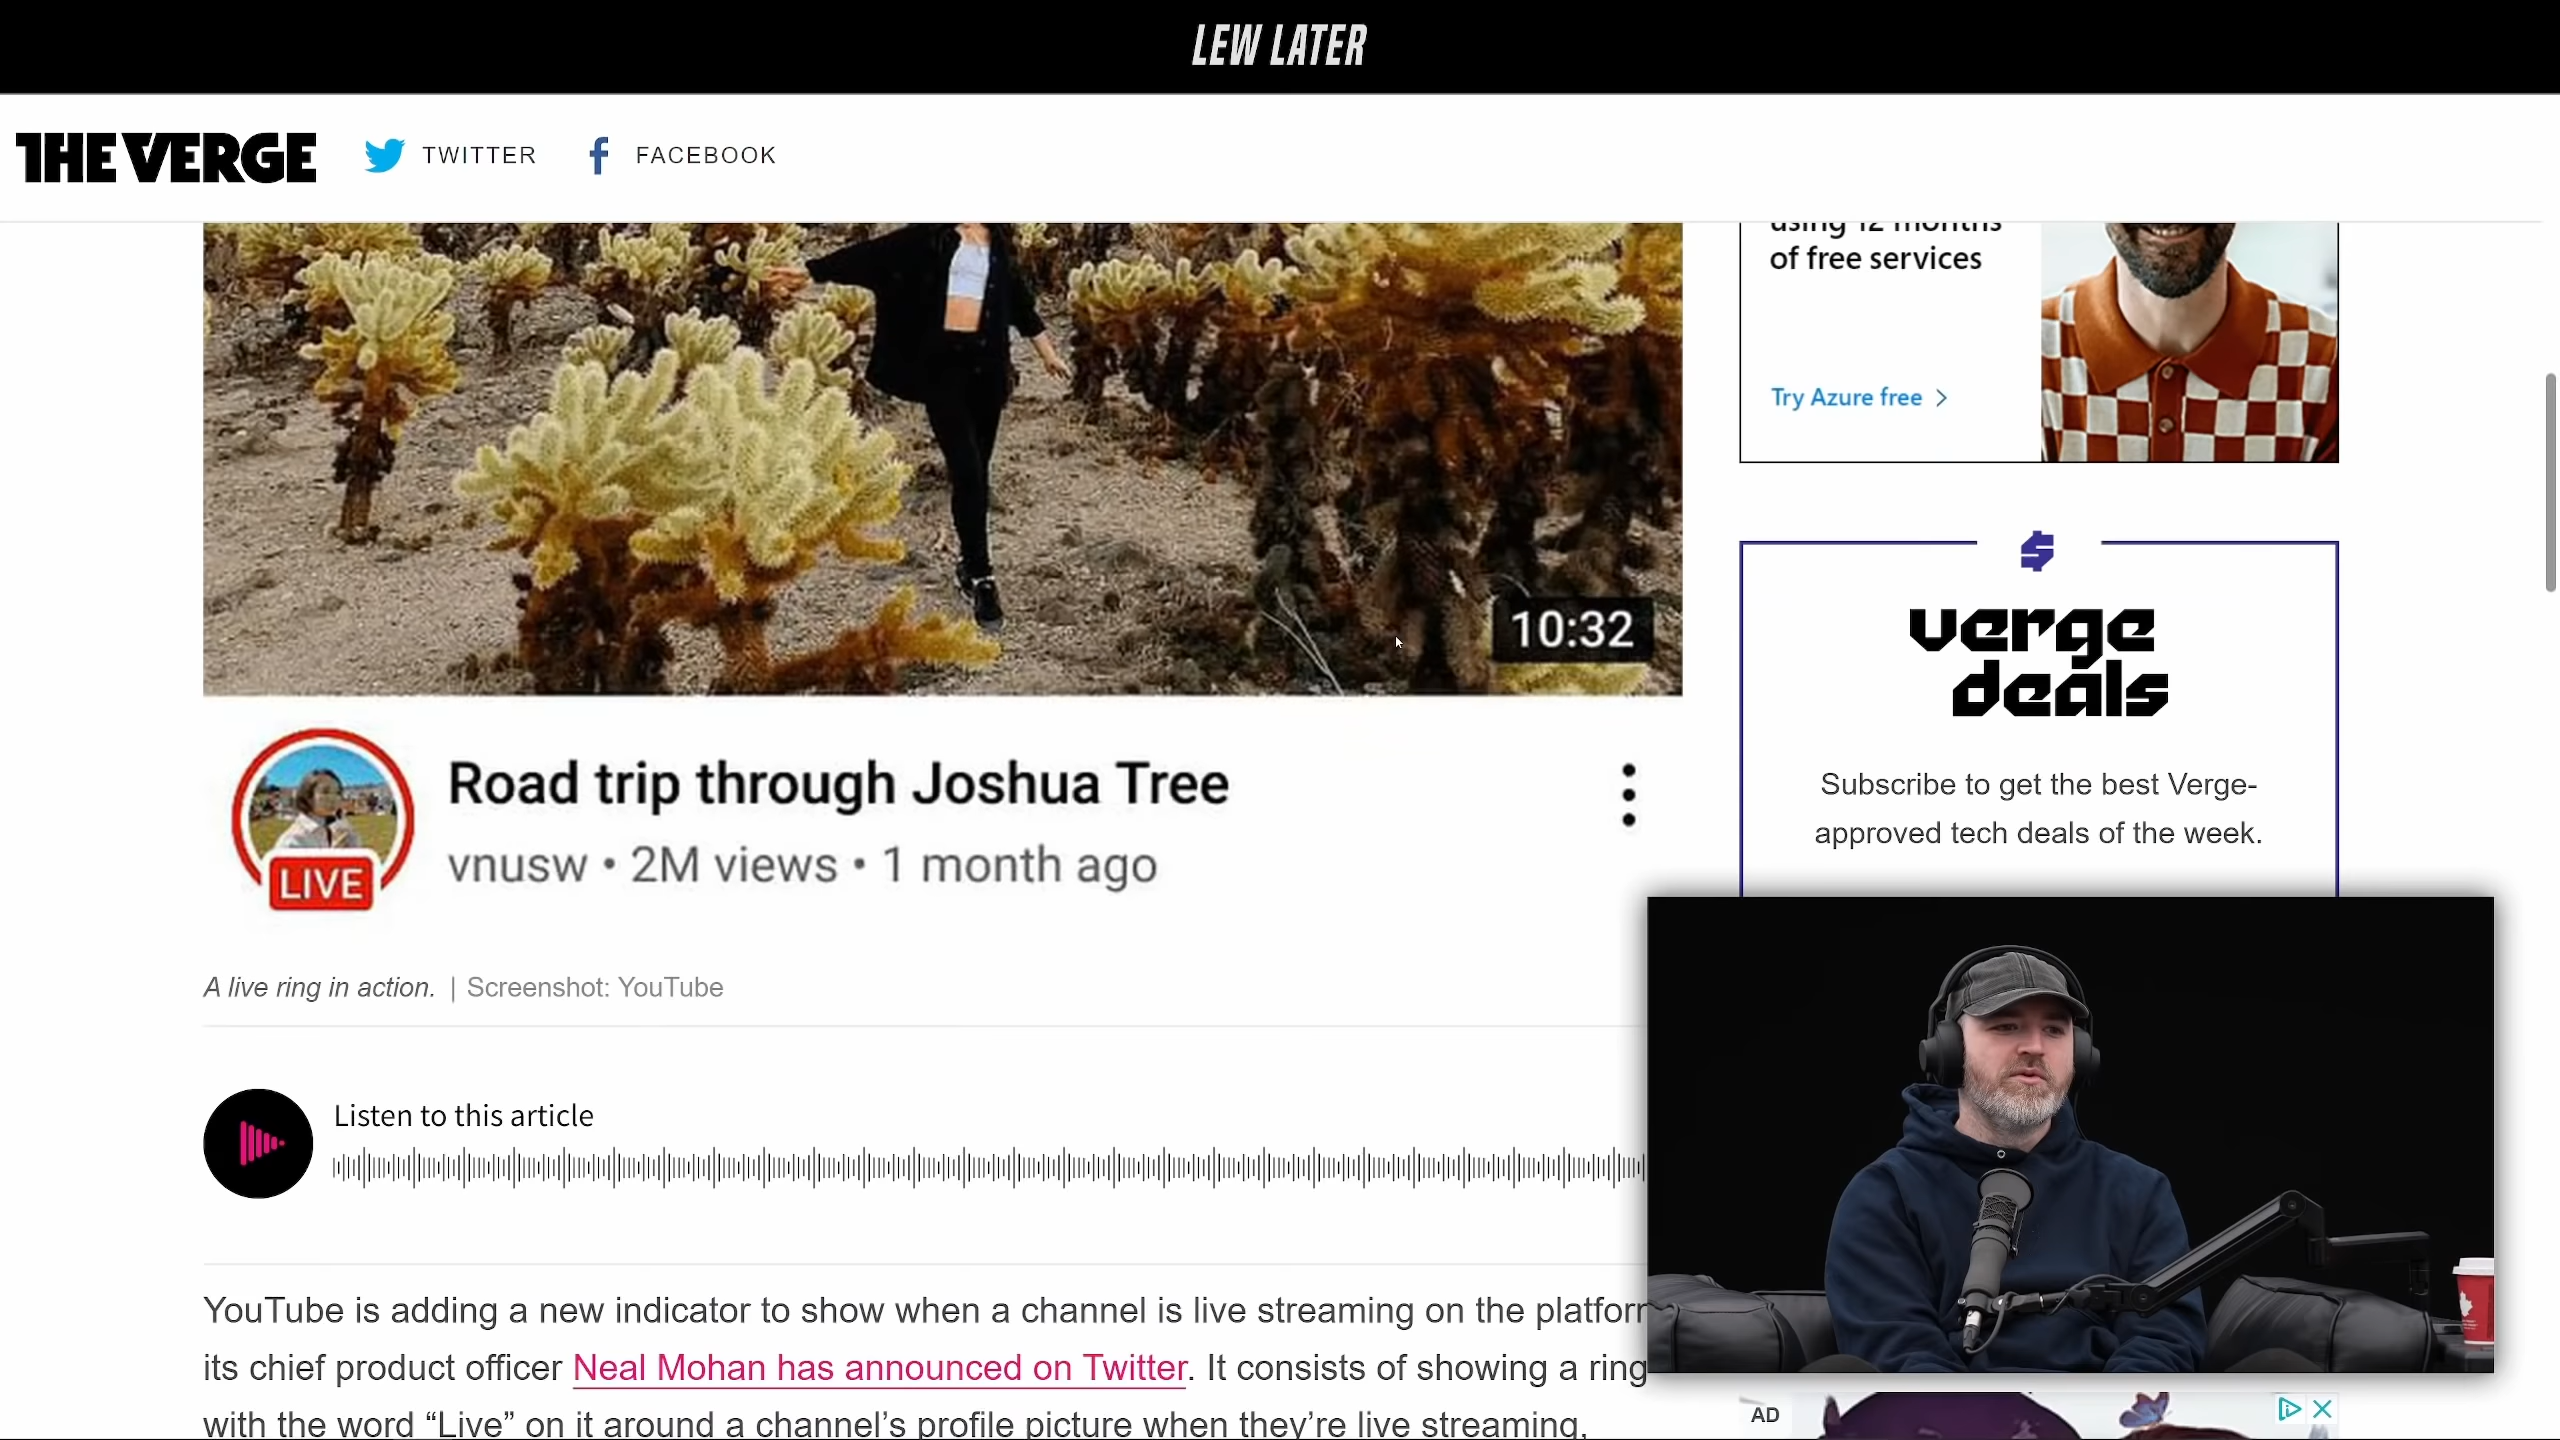 LEW LATER
THE VERGE
TWITTER
FACEBOOK
using 12 months
of free services
Try Azure free
10:32
$
verge
deals
Subscribe to get the best Verge-
approved tech deals of the week.
Road trip through Joshua Tree
vnusw • 2M views • 1 month ago
LIVE
A live ring in action. | Screenshot: YouTube
Listen to this article
YouTube is adding a new indicator to show when a channel is live streaming on the platform
its chief product officer Neal Mohan has announced on Twitter. It consists of showing a ring
with the word “Live” on it around a channel’s profile picture when they’re live streaming,
AD